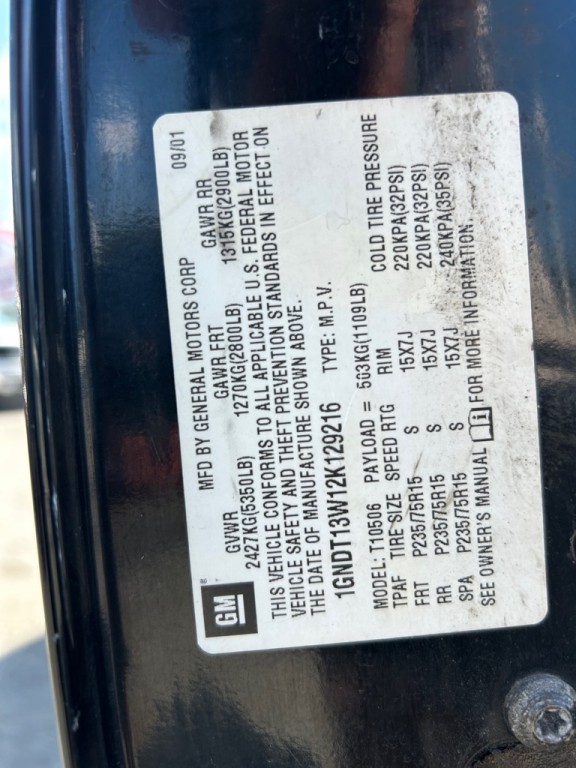 GM
MFD BY GENERAL MOTORS CORP 09/01
GVWR GAWR FRT GAWR RR
2427KG(5350LB) 1270KG(2800LB) 1315KG(2900LB)
THIS VEHICLE CONFORMS TO ALL APPLICABLE U.S. FEDERAL MOTOR
VEHICLE SAFETY AND THEFT PREVENTION STANDARDS IN EFFECT ON
THE DATE OF MANUFACTURE SHOWN ABOVE.
1GNDT13W12K129216 TYPE: M.P.V.
MODEL: T10506 PAYLOAD = 503KG(1109LB)
TPAF TIRE SIZE SPEED RTG RIM COLD TIRE PRESSURE
FRT P235/75R15 S 15X7J 220KPA(32PSI)
RR P235/75R15 S 15X7J 220KPA(32PSI)
SPA P235/75R15 S 15X7J 240KPA(35PSI)
SEE OWNER'S MANUAL FOR MORE INFORMATION.